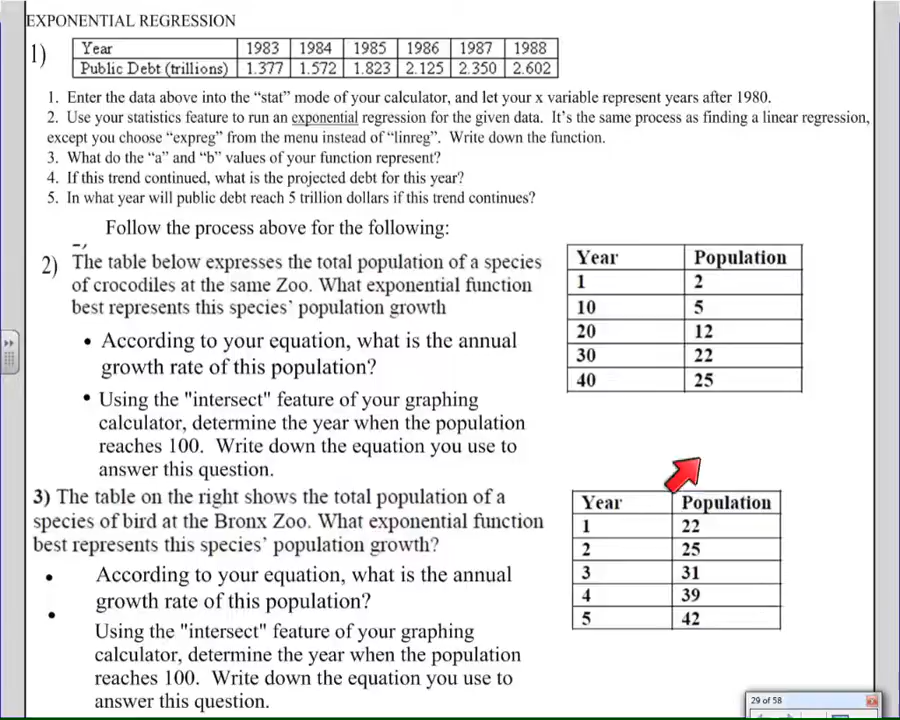 EXPONENTIAL REGRESSION
1) Year 1983 1984 1985 1986 1987 1988
Public Debt (trillions) 1.377 1.572 1.823 2.125 2.350 2.602
1. Enter the data above into the “stat” mode of your calculator, and let your x variable represent years after 1980.
2. Use your statistics feature to run an exponential regression for the given data. It’s the same process as finding a linear regression,
except you choose “expreg” from the menu instead of “linreg”. Write down the function.
3. What do the “a” and “b” values of your function represent?
4. If this trend continued, what is the projected debt for this year?
5. In what year will public debt reach 5 trillion dollars if this trend continues?
Follow the process above for the following:
2) The table below expresses the total population of a species
of crocodiles at the same Zoo. What exponential function
best represents this species’ population growth
• According to your equation, what is the annual
growth rate of this population?
• Using the "intersect" feature of your graphing
calculator, determine the year when the population
reaches 100. Write down the equation you use to
answer this question.
Year Population
1 2
10 5
20 12
30 22
40 25
3) The table on the right shows the total population of a
species of bird at the Bronx Zoo. What exponential function
best represents this species’ population growth?
• According to your equation, what is the annual
growth rate of this population?
• Using the "intersect" feature of your graphing
calculator, determine the year when the population
reaches 100. Write down the equation you use to
answer this question.
Year Population
1 22
2 25
3 31
4 39
5 42
29 of 58